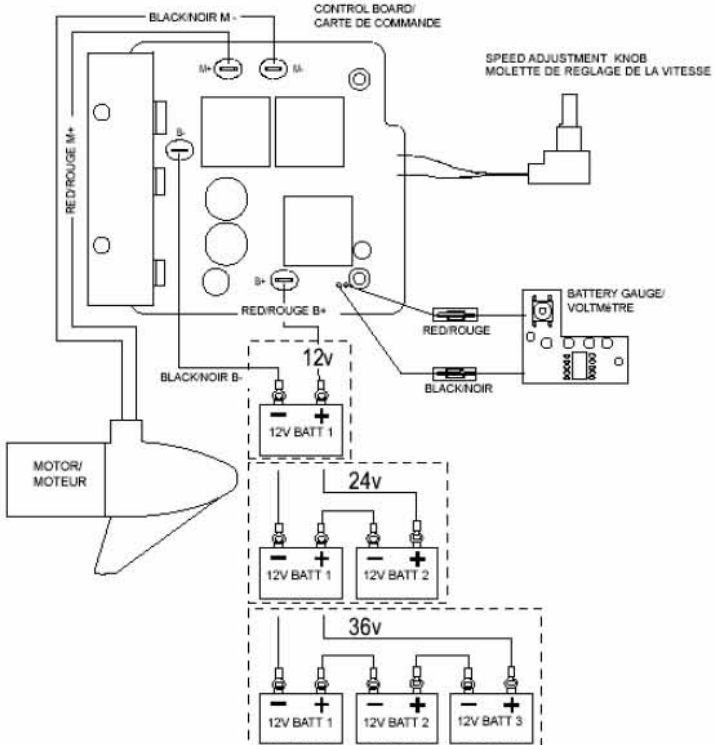 BLACK/NOIR M -
CONTROL BOARD/
CARTE DE COMMANDE
M+
M-
SPEED ADJUSTMENT KNOB
MOLETTE DE REGLAGE DE LA VITESSE
RED/ROUGE M+
B-
B+
RED/ROUGE B+
BATTERY GAUGE/
VOLTMèTRE
RED/ROUGE
BLACK/NOIR
BLACK/NOIR B-
12v
- +
12V BATT 1
MOTOR/
MOTEUR
24v
- + - +
12V BATT 1 12V BATT 2
36v
- + - + - +
12V BATT 1 12V BATT 2 12V BATT 3